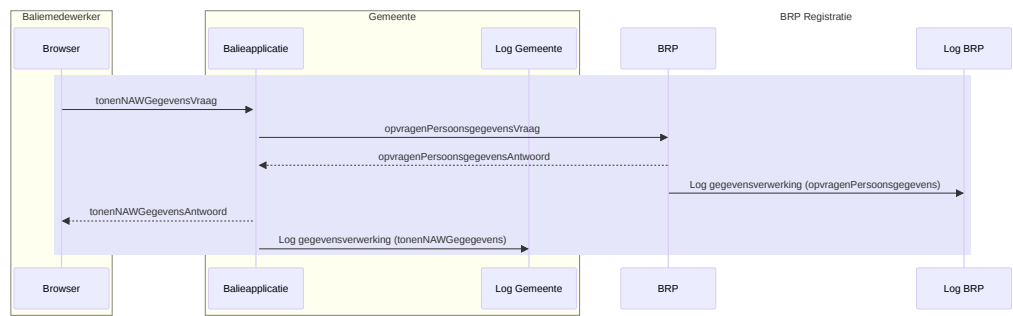 Baliemedewerker
Gemeente
BRP Registratie
Browser
Balieapplicatie
Log Gemeente
BRP
Log BRP
tonenNAWGegevensVraag
opvragenPersoonsgegevensVraag
opvragenPersoonsgegevensAntwoord
Log gegevensverwerking (opvragenPersoonsgegevens)
tonenNAWGegevensAntwoord
Log gegevensverwerking (tonenNAWGegegevens)
Browser
Balieapplicatie
Log Gemeente
BRP
Log BRP